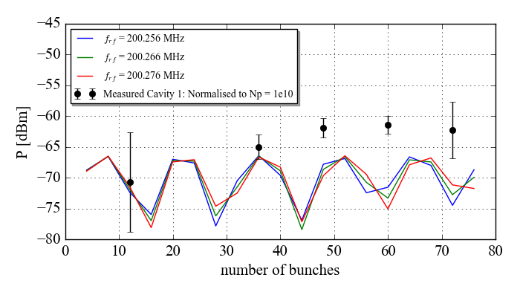 f_rf = 200.256 MHz
f_rf = 200.266 MHz
f_rf = 200.276 MHz
Measured Cavity 1: Normalised to Np = 1e10
P [dBm]
−45
−50
−55
−60
−65
−70
−75
−80
0 10 20 30 40 50 60 70 80
number of bunches